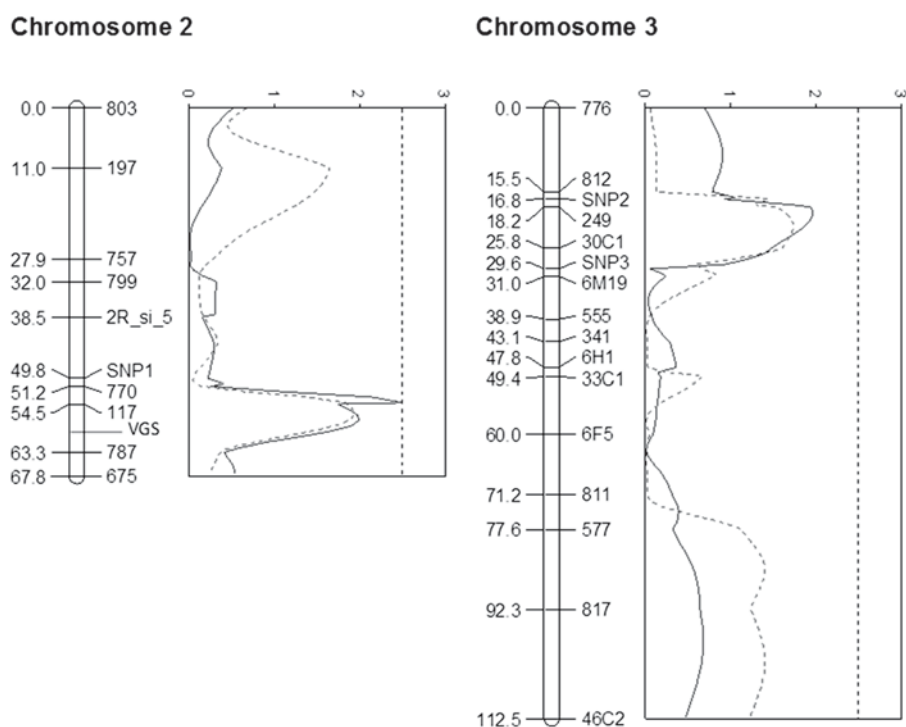 Chromosome 2
0 1 2 3
0.0 803
11.0 197
27.9 757
32.0 799
38.5 2R_si_5
49.8 SNP1
51.2 770
54.5 117
VGS
63.3 787
67.8 675
Chromosome 3
0 1 2 3
0.0 776
15.5 812
16.8 SNP2
18.2 249
25.8 30C1
29.6 SNP3
31.0 6M19
38.9 555
43.1 341
47.8 6H1
49.4 33C1
60.0 6F5
71.2 811
77.6 577
92.3 817
112.5 46C2